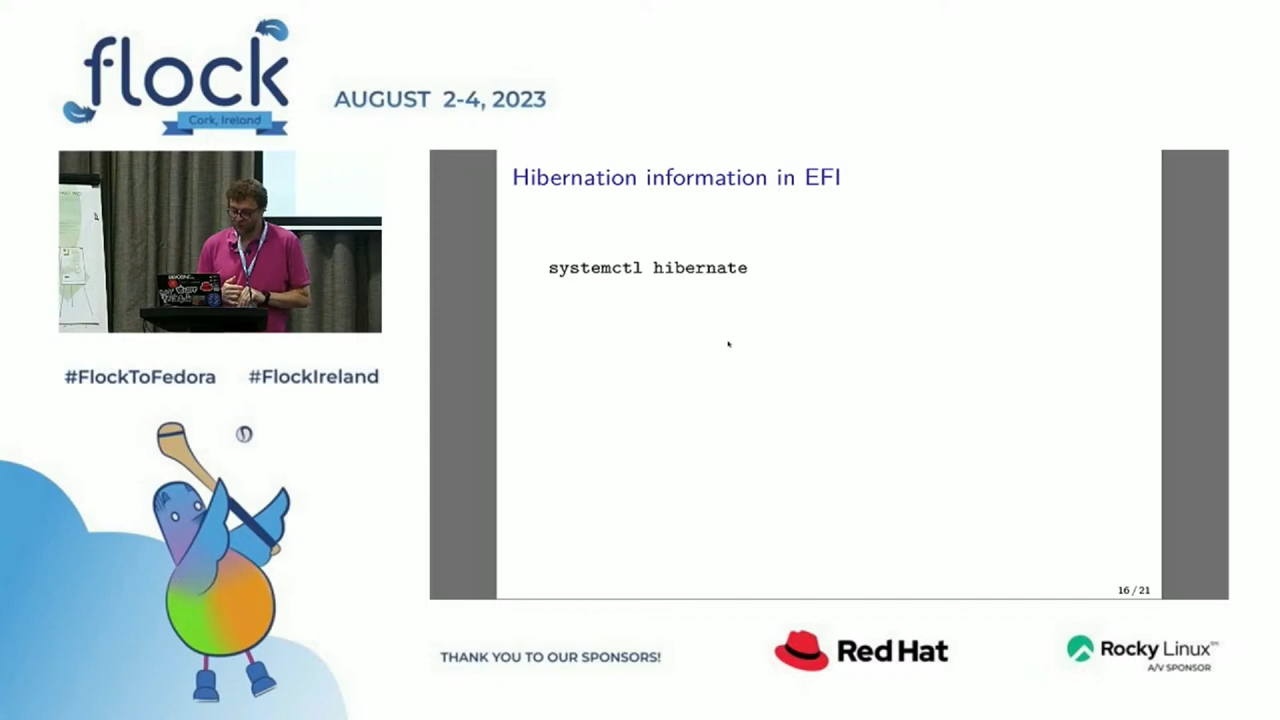 flock
Cork, Ireland
AUGUST 2-4, 2023
Hibernation information in EFI
systemctl hibernate
16 / 21
#FlockToFedora #FlockIreland
THANK YOU TO OUR SPONSORS!
Red Hat
Rocky Linux™
A/V SPONSOR